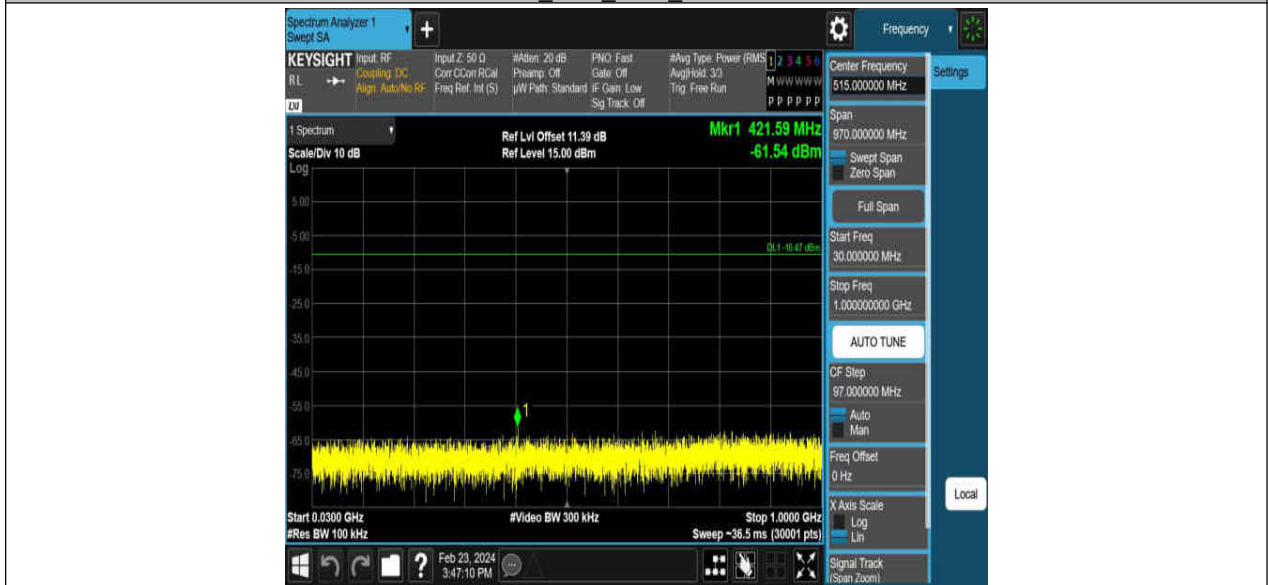 Spectrum Analyzer 1
Swept SA
+
Frequency
KEYSIGHT
RL
Input: RF
Coupling: DC
Align: Auto/No RF
Input Z: 50 Ω
Corr CCorr RCal
Freq Ref: Int (S)
#Atten: 20 dB
Preamp: Off
µW Path: Standard
PNO: Fast
Gate: Off
IF Gain: Low
Sig Track: Off
#Avg Type: Power (RMS
Avg|Hold: 3/3
Trig: Free Run
1 2 3 4 5 6
M W W W W W
P P P P P P
1 Spectrum
Scale/Div 10 dB
Ref Lvl Offset 11.39 dB
Ref Level 15.00 dBm
Mkr1 421.59 MHz
-61.54 dBm
Log
5.00
-5.00
-15.0
-25.0
-35.0
-45.0
-55.0
-65.0
-75.0
DL1 -10.47 dBm
1
Start 0.0300 GHz
#Res BW 100 kHz
#Video BW 300 kHz
Stop 1.0000 GHz
Sweep ~36.5 ms (30001 pts)
Feb 23, 2024
3:47:10 PM
Center Frequency
515.000000 MHz
Settings
Span
970.000000 MHz
Swept Span
Zero Span
Full Span
Start Freq
30.000000 MHz
Stop Freq
1.000000000 GHz
AUTO TUNE
CF Step
97.000000 MHz
Auto
Man
Freq Offset
0 Hz
X Axis Scale
Log
Lin
Local
Signal Track
(Span Zoom)